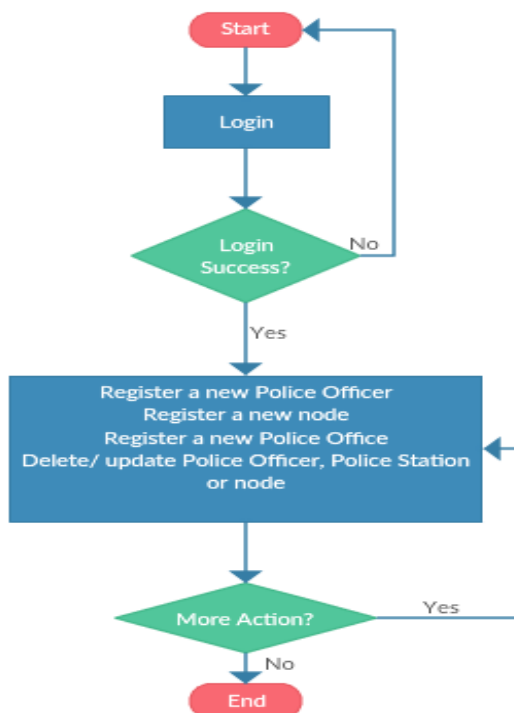 Start
Login
Login
Success?
No
Yes
Register a new Police Officer
Register a new node
Register a new Police Office
Delete/ update Police Officer, Police Station
or node
More Action?
Yes
No
End